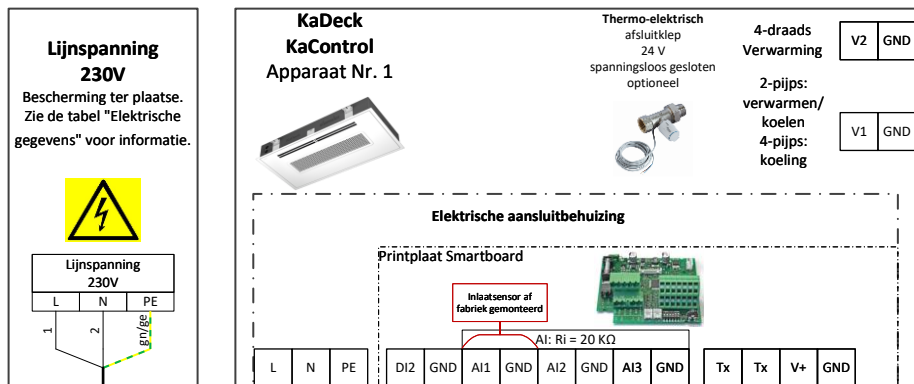 Lijnspanning
230V
Bescherming ter plaatse.
Zie de tabel "Elektrische
gegevens" voor informatie.
Lijnspanning
230V
L N PE
1 2 gn/ge
KaDeck
KaControl
Apparaat Nr. 1
Thermo-elektrisch
afsluitklep
24 V
spanningsloos gesloten
optioneel
4-draads
Verwarming
V2 GND
2-pijps:
verwarmen/
koelen
4-pijps:
koeling
V1 GND
Elektrische aansluitbehuizing
Printplaat Smartboard
Inlaatsensor af
fabriek gemonteerd
AI: Ri = 20 KΩ
L N PE DI2 GND AI1 GND AI2 GND AI3 GND Tx Tx V+ GND